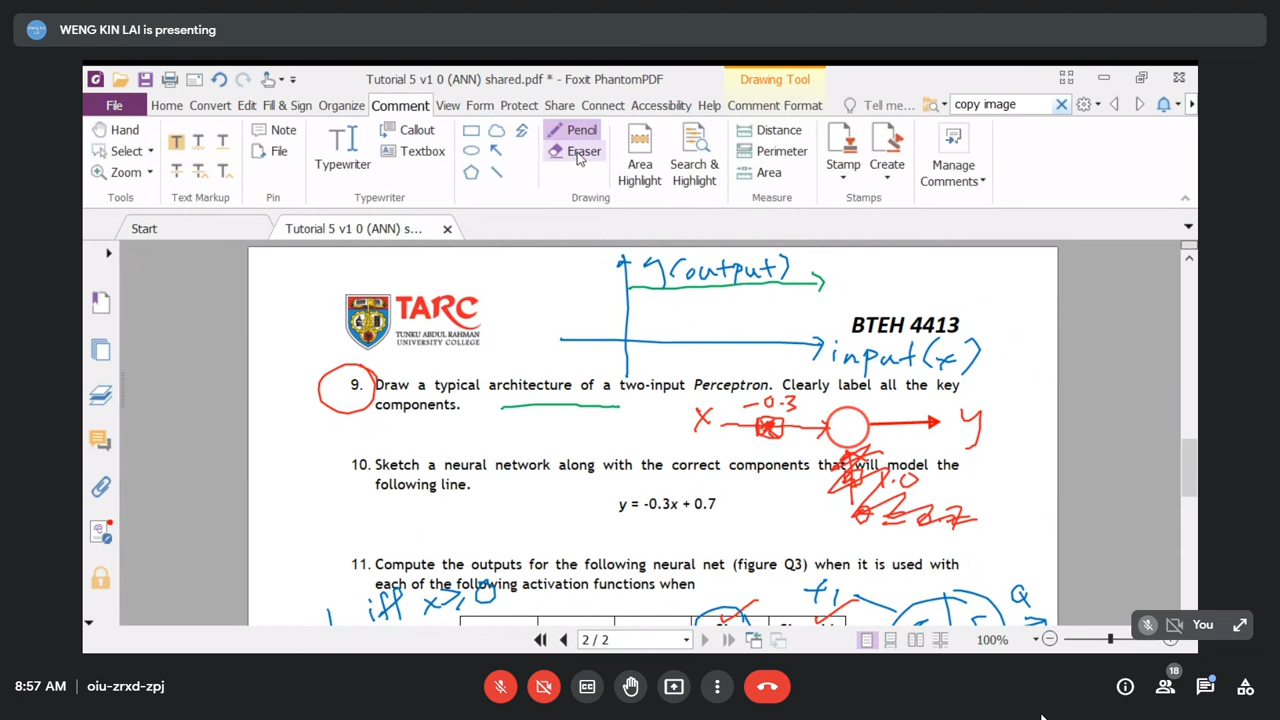 WENG KIN LAI is presenting
Tutorial 5 v1 0 (ANN) shared.pdf * - Foxit PhantomPDF
Drawing Tool
File Home Convert Edit Fill & Sign Organize Comment View Form Protect Share Connect Accessibility Help Comment Format Tell me... copy image
Hand
Select
Zoom
Tools
Text Markup
Note
File
Pin
Typewriter
Callout
Textbox
Typewriter
Pencil
Eraser
Area Highlight
Search & Highlight
Drawing
Distance
Perimeter
Area
Measure
Stamp
Create
Stamps
Manage Comments
Start
Tutorial 5 v1 0 (ANN) s...
y (output)
TARC
TUNKU ABDUL RAHMAN
UNIVERSITY COLLEGE
BTEH 4413
input (x)
9. Draw a typical architecture of a two-input Perceptron. Clearly label all the key
components.
-0.3
x
y
10. Sketch a neural network along with the correct components that will model the
following line.
1.0
y = -0.3x + 0.7
11. Compute the outputs for the following neural net (figure Q3) when it is used with
each of the following activation functions when
iff x ≥ 0
f1
Q
You
2 / 2
100%
8:57 AM
oiu-zrxd-zpj
18